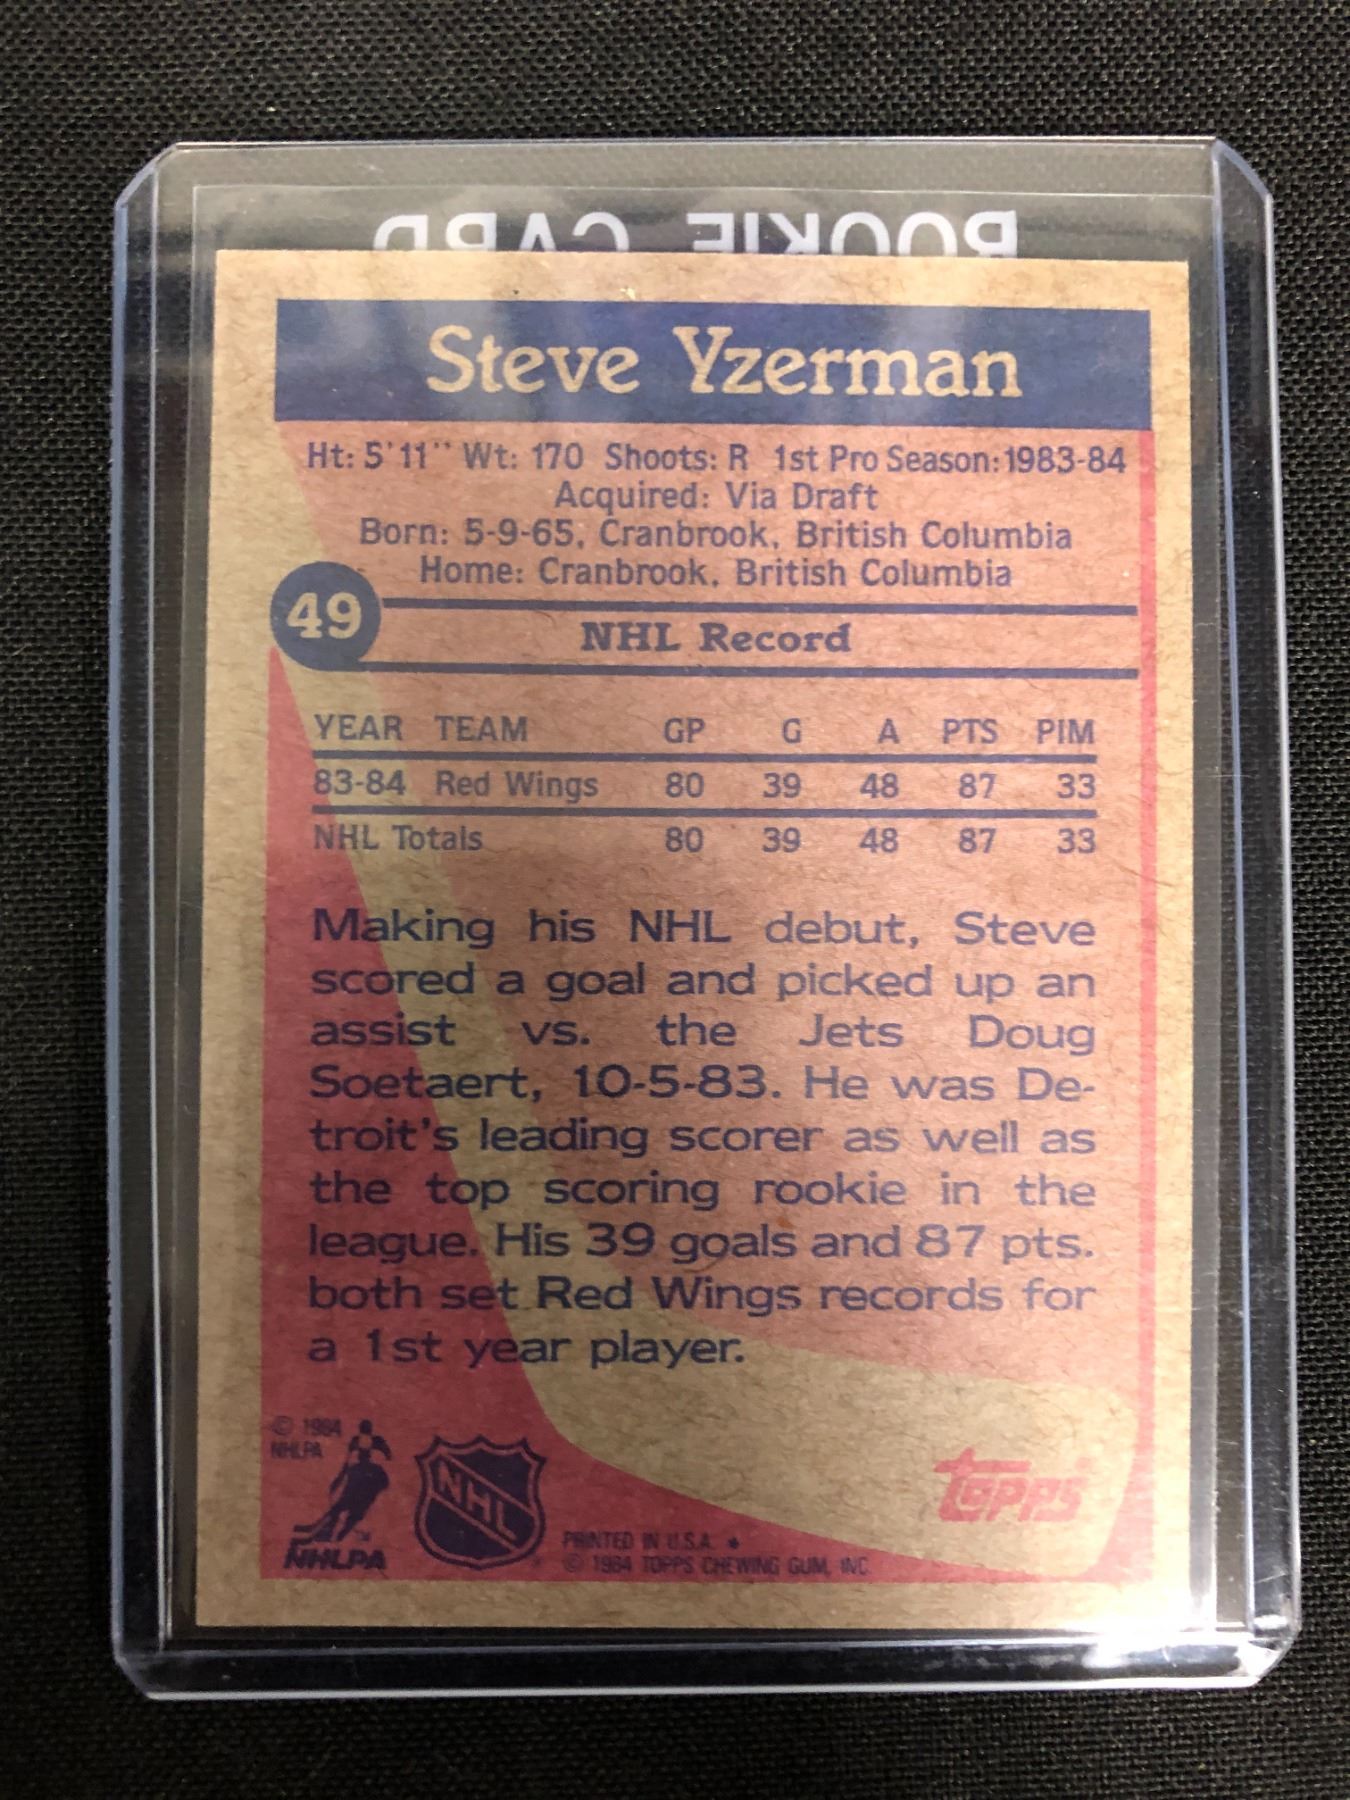 ROOKIE CARD
Steve Yzerman
Ht: 5'11" Wt: 170 Shoots: R 1st Pro Season: 1983-84
Acquired: Via Draft
Born: 5-9-65, Cranbrook, British Columbia
Home: Cranbrook, British Columbia
49
NHL Record
YEAR TEAM GP G A PTS PIM
83-84 Red Wings 80 39 48 87 33
NHL Totals 80 39 48 87 33
Making his NHL debut, Steve
scored a goal and picked up an
assist vs. the Jets Doug
Soetaert, 10-5-83. He was De-
troit's leading scorer as well as
the top scoring rookie in the
league. His 39 goals and 87 pts.
both set Red Wings records for
a 1st year player.
© 1984
NHLPA
TM
NHLPA
NHL
topps
PRINTED IN U.S.A. *
© 1984 TOPPS CHEWING GUM, INC.